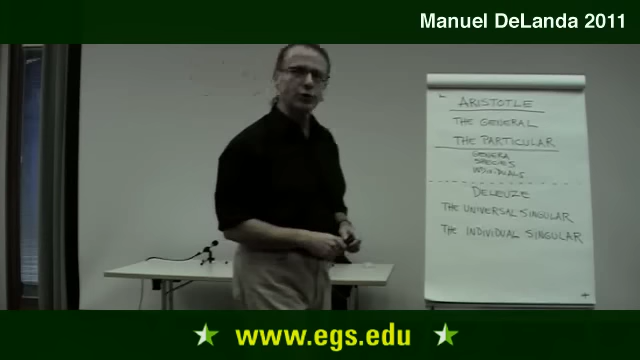 Manuel DeLanda 2011
ARISTOTLE
THE GENERAL
THE PARTICULAR
GENERA
SPECIES
INDIVIDUALS
DELEUZE
THE UNIVERSAL SINGULAR
THE INDIVIDUAL SINGULAR
www.egs.edu